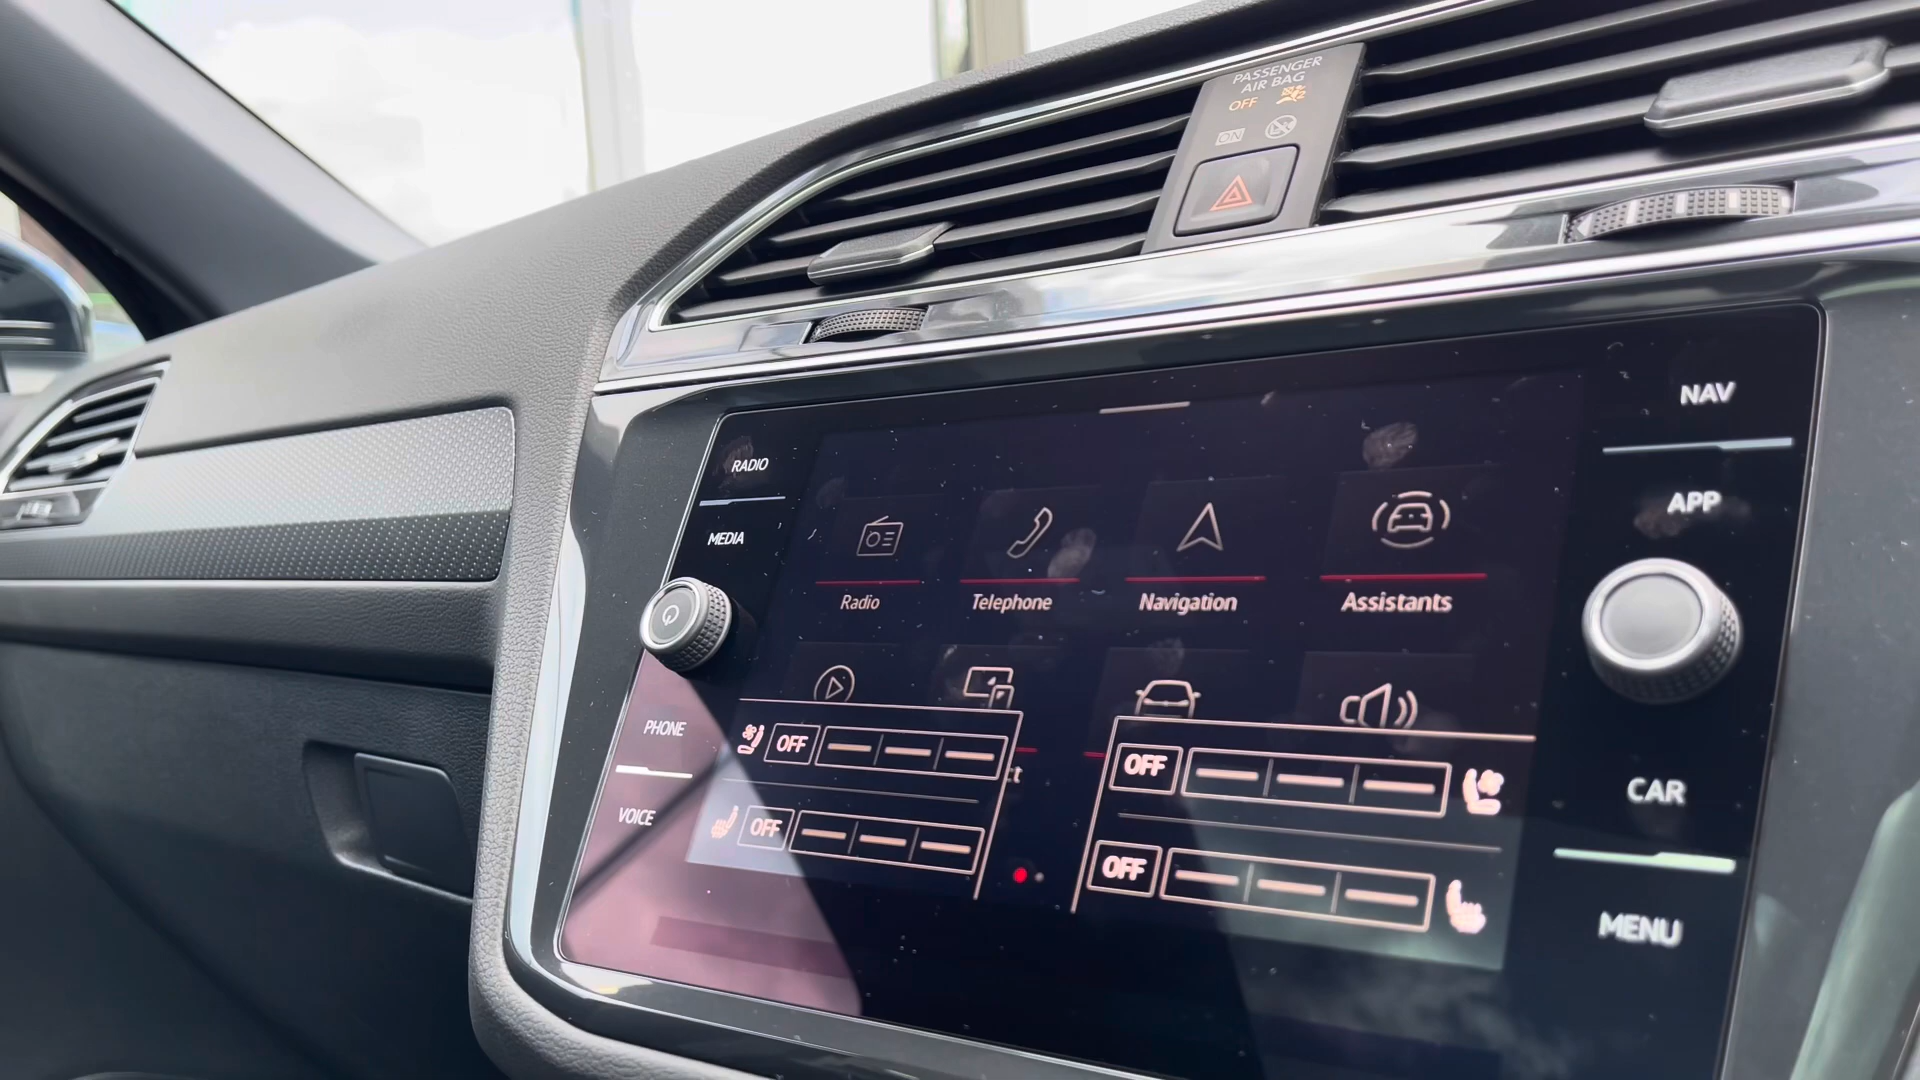 PASSENGER
AIR BAG
OFF
ON
NAV
RADIO
APP
MEDIA
Radio
Telephone
Navigation
Assistants
PHONE
OFF
OFF
CAR
VOICE
OFF
OFF
MENU